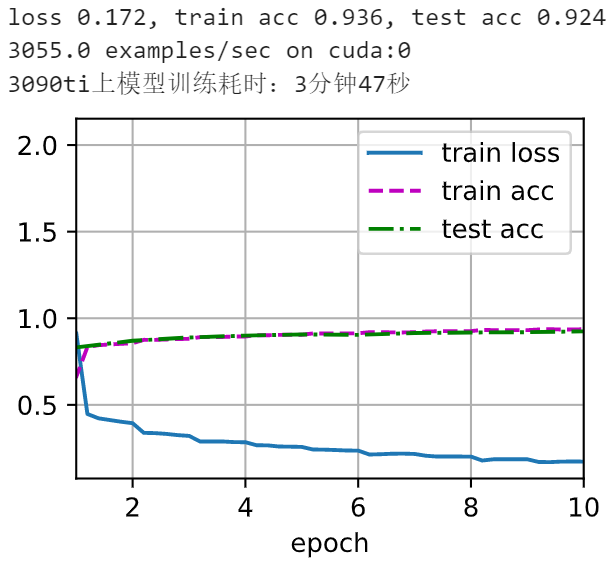 loss 0.172, train acc 0.936, test acc 0.924
3055.0 examples/sec on cuda:0
3090ti上模型训练耗时: 3分钟47秒
2.0
1.5
1.0
0.5
train loss
train acc
test acc
2 4 6 8 10
epoch